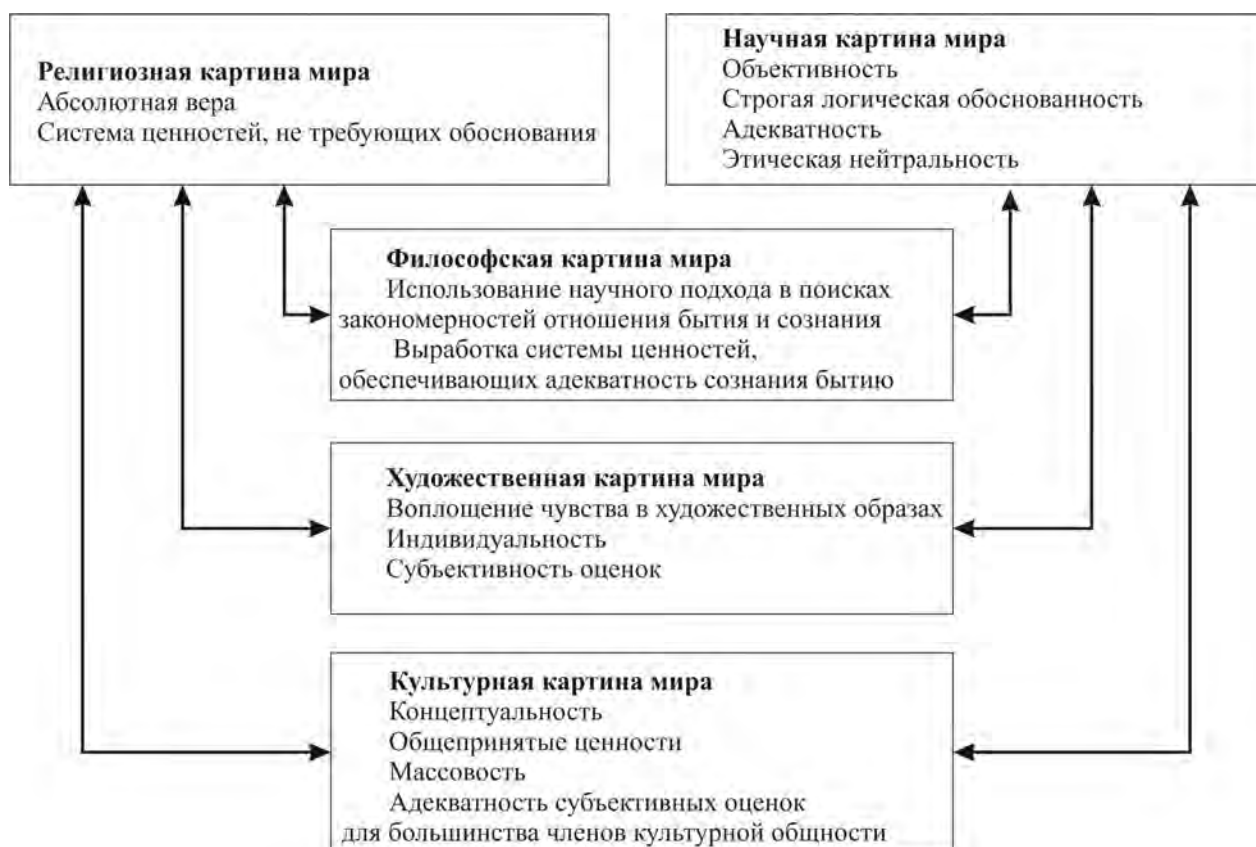 Религиозная картина мира
Абсолютная вера
Система ценностей, не требующих обоснования
Научная картина мира
Объективность
Строгая логическая обоснованность
Адекватность
Этическая нейтральность
Философская картина мира
Использование научного подхода в поисках
закономерностей отношения бытия и сознания
Выработка системы ценностей,
обеспечивающих адекватность сознания бытию
Художественная картина мира
Воплощение чувства в художественных образах
Индивидуальность
Субъективность оценок
Культурная картина мира
Концептуальность
Общепринятые ценности
Массовость
Адекватность субъективных оценок
для большинства членов культурной общности